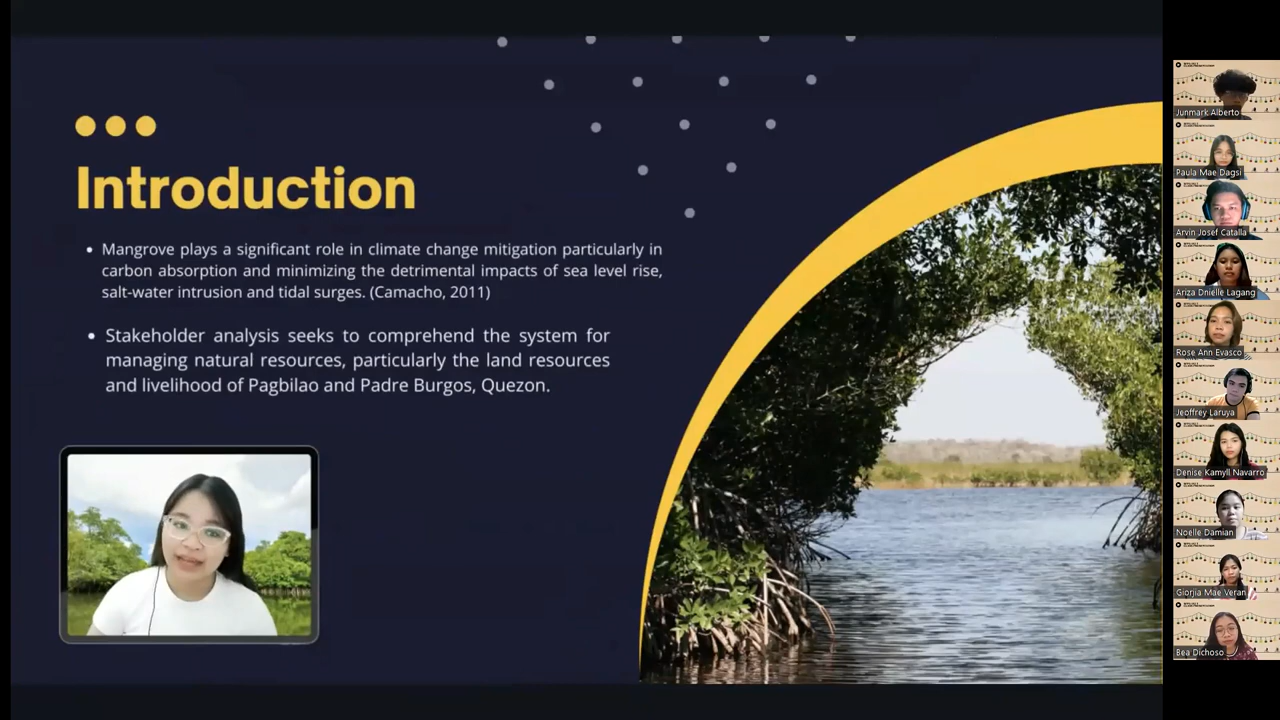 Introduction
• Mangrove plays a significant role in climate change mitigation particularly in
carbon absorption and minimizing the detrimental impacts of sea level rise,
salt-water intrusion and tidal surges. (Camacho, 2011)
• Stakeholder analysis seeks to comprehend the system for
managing natural resources, particularly the land resources
and livelihood of Pagbilao and Padre Burgos, Quezon.
Junmark Alberto
Paula Mae Dagsi
Arvin Josef Catalla
Ariza Dnielle Lagang
Rose Ann Evasco
Jeoffrey Laruya
Denise Kamyll Navarro
Noelle Damian
Glorjia Mae Veran
Bea Dichoso